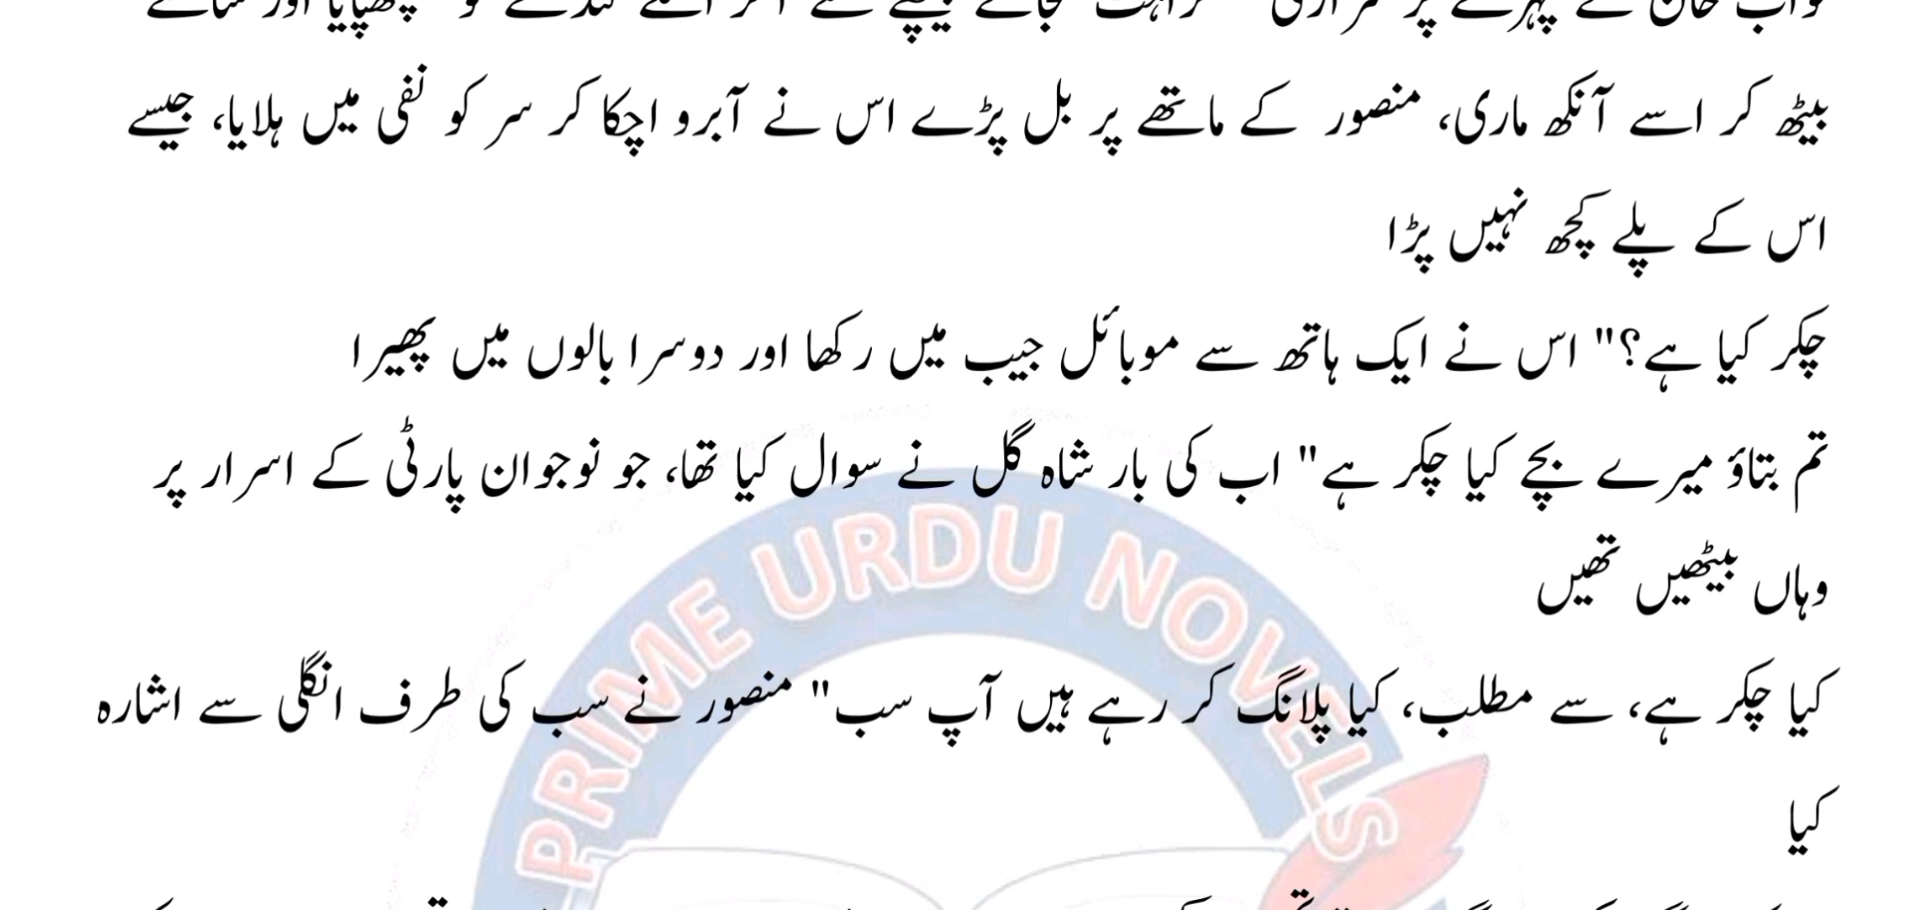 بیٹھ کر اسے آنکھ ماری، منصور کے ماتھے پر بل پڑے اس نے آبرو اچکا کر سر کو نفی میں ہلایا، جیسے
اس کے پلے کچھ نہیں پڑا
چکر کیا ہے؟" اس نے ایک ہاتھ سے موبائل جیب میں رکھا اور دوسرا بالوں میں پھیرا
تم بتاؤ میرے بچے کیا چکر ہے" اب کی بار شاہ گل نے سوال کیا تھا، جو نوجوان پارٹی کے اسرار پر
وہاں بیٹھیں تھیں
کیا چکر ہے، سے مطلب، کیا پلانگ کر رہے ہیں آپ سب" منصور نے سب کی طرف انگلی سے اشارہ
کیا
PRIME URDU NOVELS